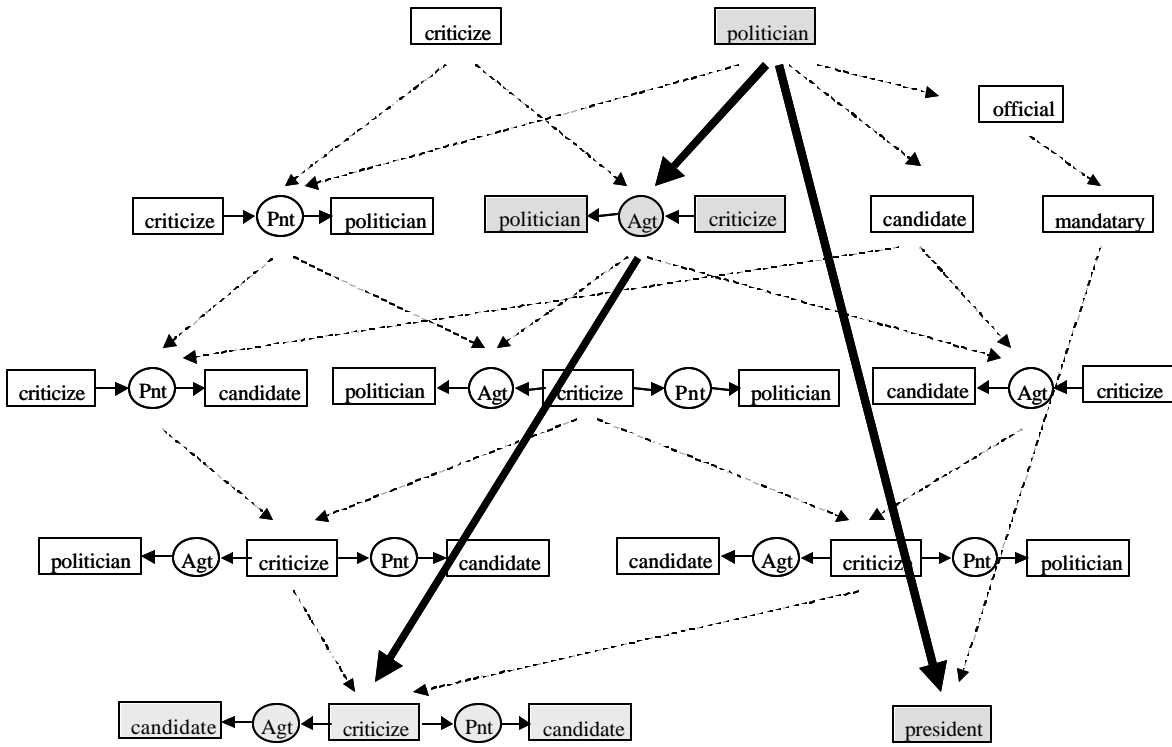 criticize politician
official
criticize Pnt politician politician Agt criticize candidate mandatary
criticize Pnt candidate politician Agt criticize Pnt politician candidate Agt criticize
politician Agt criticize Pnt candidate candidate Agt criticize Pnt politician
candidate Agt criticize Pnt candidate president